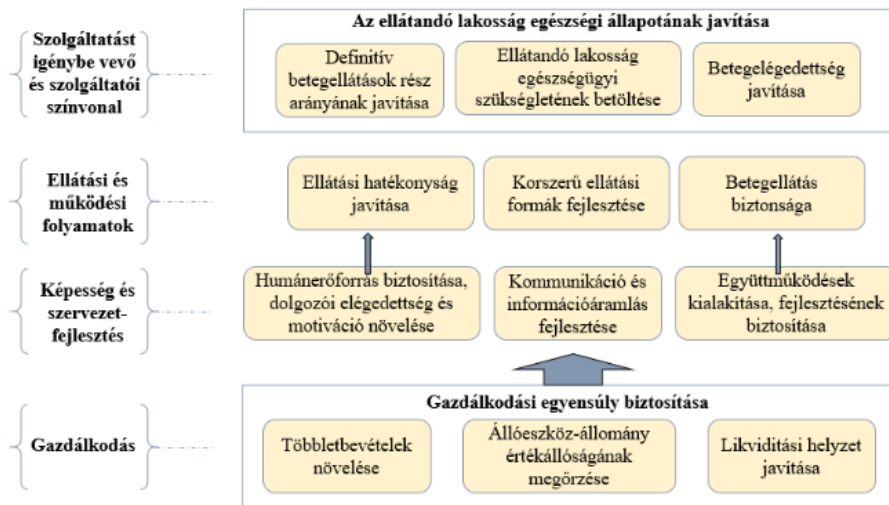 Szolgáltatást
igénybe vevő
és szolgáltatói
színvonal
Az ellátandó lakosság egészségi állapotának javítása
Definitív
betegellátások rész
arányának javítása
Ellátandó lakosság
egészségügyi
szükségletének betöltése
Betegelégedettség
javítása
Ellátási és
működési
folyamatok
Ellátási hatékonyság
javítása
Korszerű ellátási
formák fejlesztése
Betegellátás
biztonsága
Képesség és
szervezet-
fejlesztés
Humánerőforrás biztosítása,
dolgozói elégedettség és
motiváció növelése
Kommunikáció és
információáramlás
fejlesztése
Együttműködések
kialakítása, fejlesztésének
biztosítása
Gazdálkodás
Gazdálkodási egyensúly biztosítása
Többletbevételek
növelése
Állóeszköz-állomány
értékállóságának
megőrzése
Likviditási helyzet
javítása